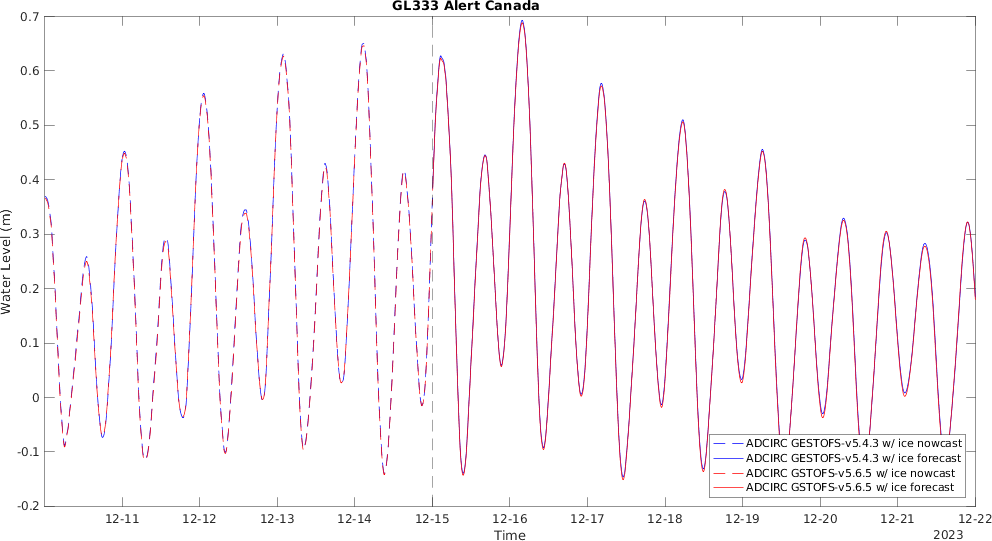 GL333 Alert Canada
0.7
0.6
0.5
0.4
0.3
0.2
0.1
0
-0.1
-0.2
Water Level (m)
ADCIRC GESTOFS-v5.4.3 w/ ice nowcast
ADCIRC GESTOFS-v5.4.3 w/ ice forecast
ADCIRC GSTOFS-v5.6.5 w/ ice nowcast
ADCIRC GSTOFS-v5.6.5 w/ ice forecast
12-11 12-12 12-13 12-14 12-15 12-16 12-17 12-18 12-19 12-20 12-21 12-22
Time
2023